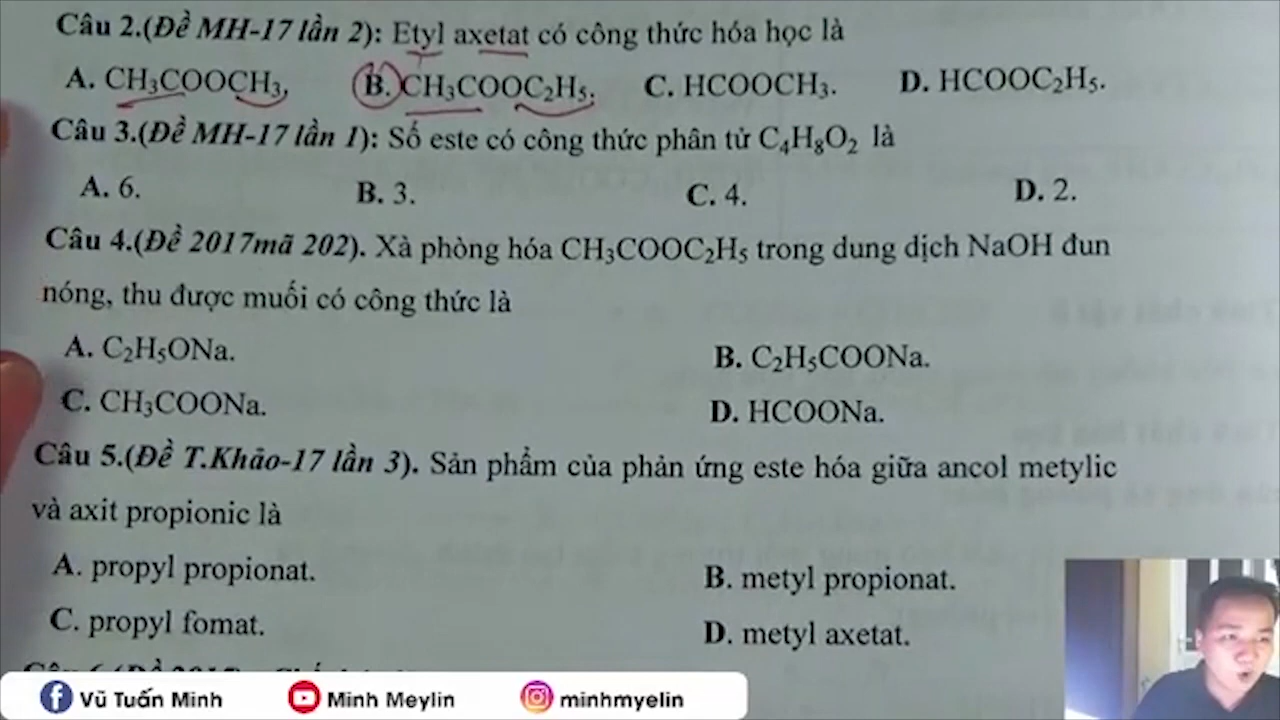 Câu 2.(Đề MH-17 lần 2): Etyl axetat có công thức hóa học là
A. CH₃COOCH₃, B. CH₃COOC₂H₅. C. HCOOCH₃. D. HCOOC₂H₅.
Câu 3.(Đề MH-17 lần 1): Số este có công thức phân tử C₄H₈O₂ là
A. 6. B. 3. C. 4. D. 2.
Câu 4.(Đề 2017mã 202). Xà phòng hóa CH₃COOC₂H₅ trong dung dịch NaOH đun
nóng, thu được muối có công thức là
A. C₂H₅ONa. B. C₂H₅COONa.
C. CH₃COONa. D. HCOONa.
Câu 5.(Đề T.Khảo-17 lần 3). Sản phẩm của phản ứng este hóa giữa ancol metylic
và axit propionic là
A. propyl propionat. B. metyl propionat.
C. propyl fomat. D. metyl axetat.
Vũ Tuấn Minh Minh Meylin minhmyelin